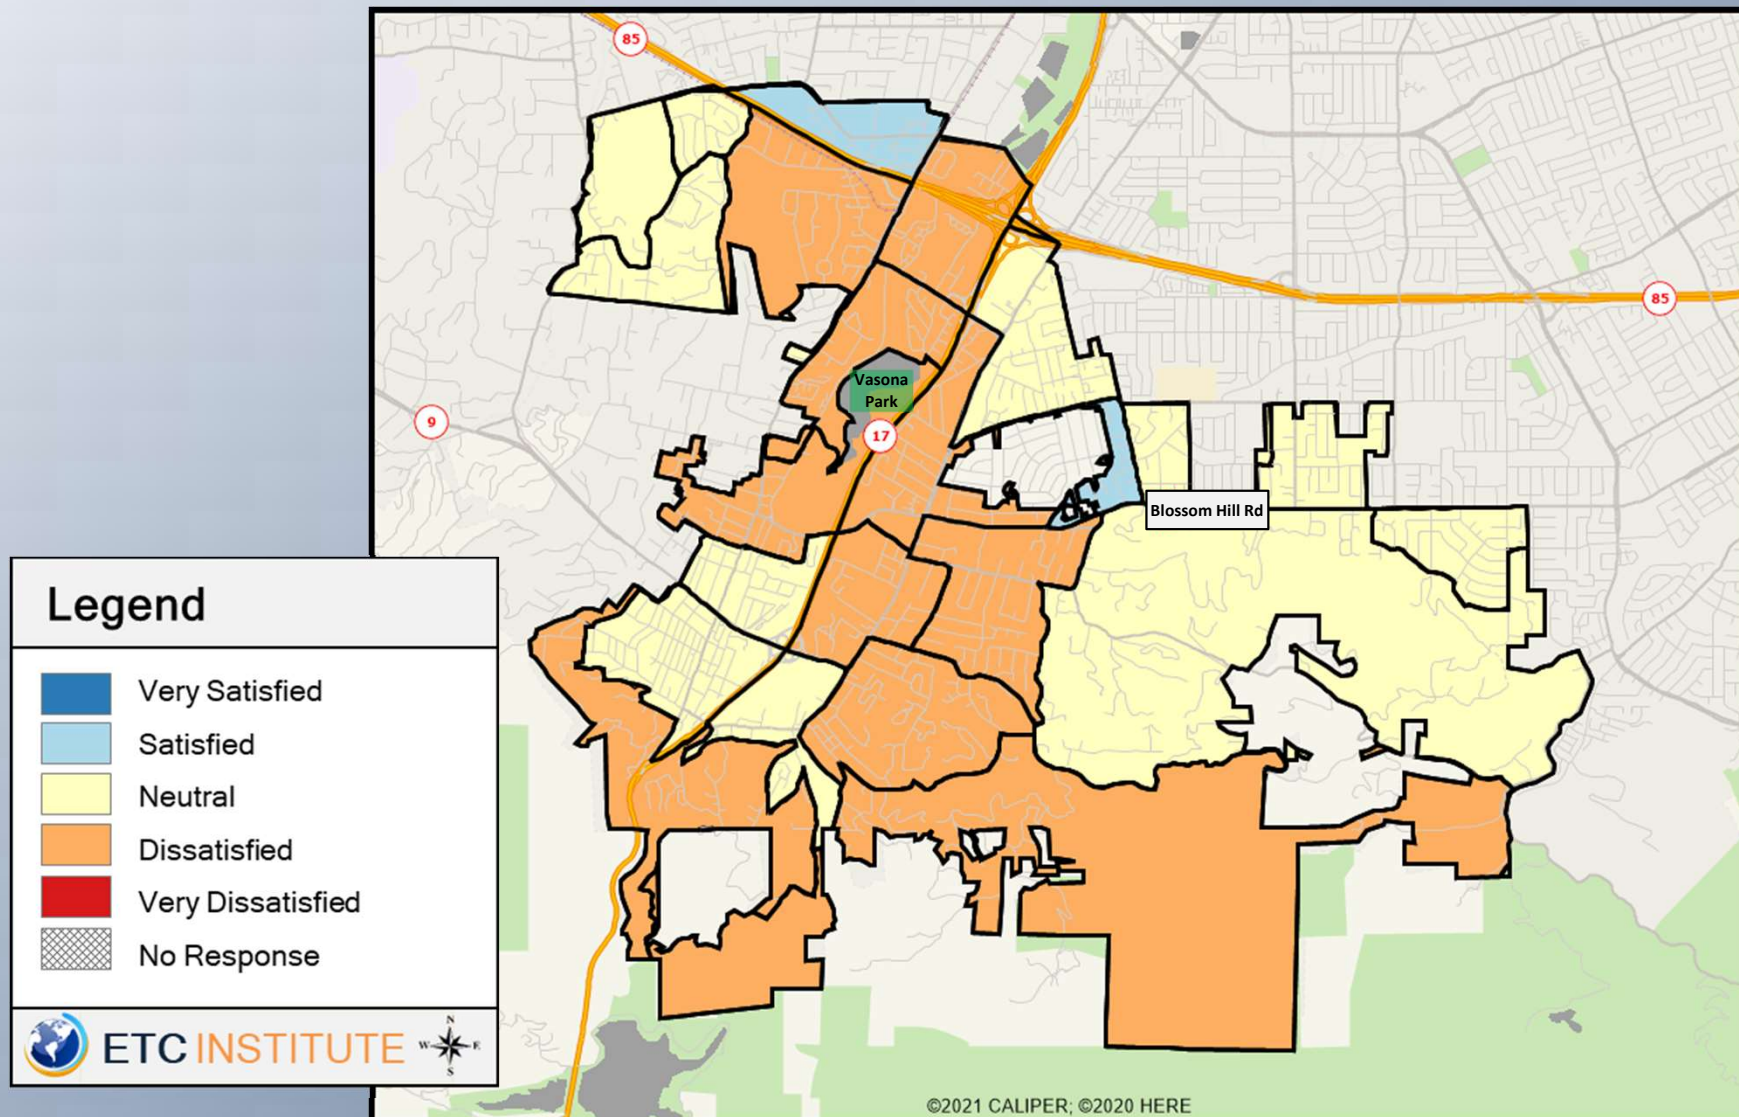 85
85
9
Vasona
Park
17
Blossom Hill Rd
Legend
Very Satisfied
Satisfied
Neutral
Dissatisfied
Very Dissatisfied
No Response
ETC INSTITUTE
N
W E
S
©2021 CALIPER; ©2020 HERE